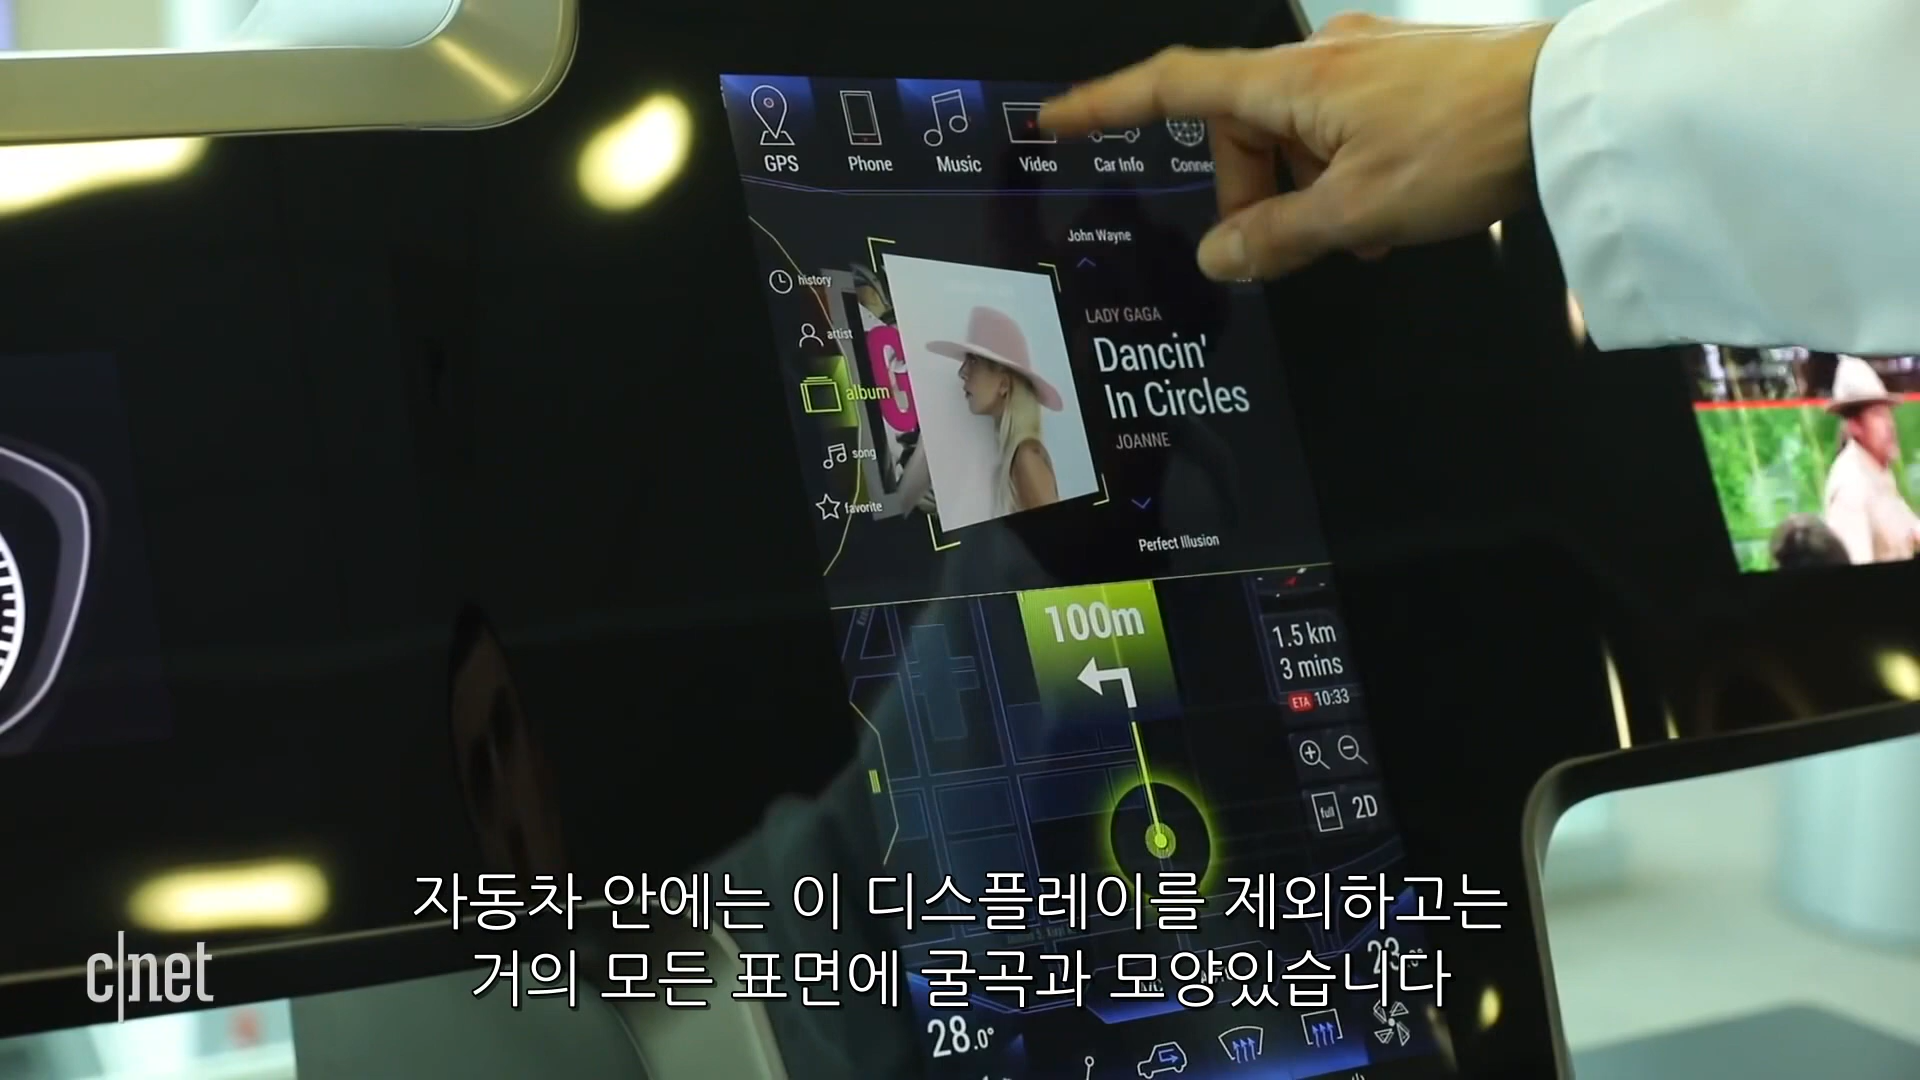 GPS
Phone
Music
Video
Car Info
John Wayne
history
artist
album
song
favorite
LADY GAGA
Dancin'
In Circles
JOANNE
Perfect Illusion
100m
1.5 km
3 mins
ETA 10:33
full
2D
자동차 안에는 이 디스플레이를 제외하고는
거의 모든 표면에 굴곡과 모양있습니다
c|net
28.0°